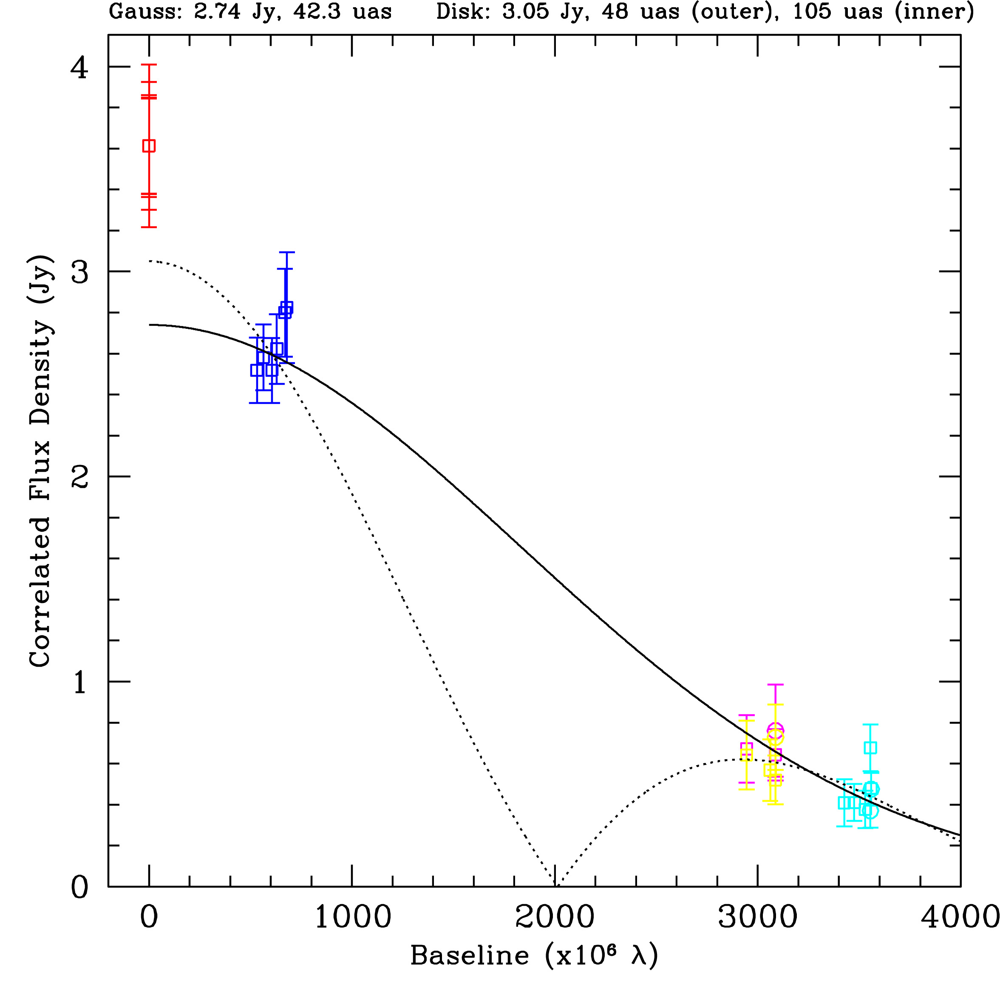 Gauss: 2.74 Jy, 42.3 uas Disk: 3.05 Jy, 48 uas (outer), 105 uas (inner)
Correlated Flux Density (Jy)
4
3
2
1
0
0 1000 2000 3000 4000
Baseline (x10⁶ λ)